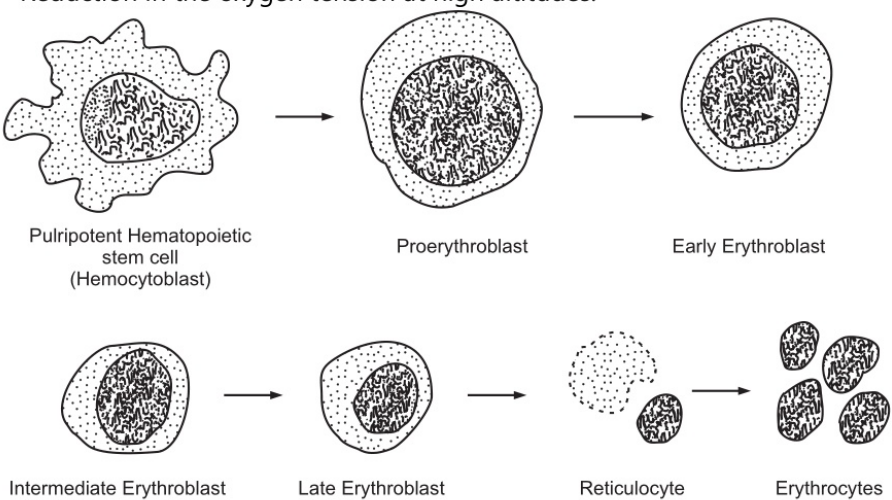 Reduction in the oxygen tension at high altitudes.
Pulripotent Hematopoietic
stem cell
(Hemocytoblast)
Proerythroblast
Early Erythroblast
Intermediate Erythroblast
Late Erythroblast
Reticulocyte
Erythrocytes